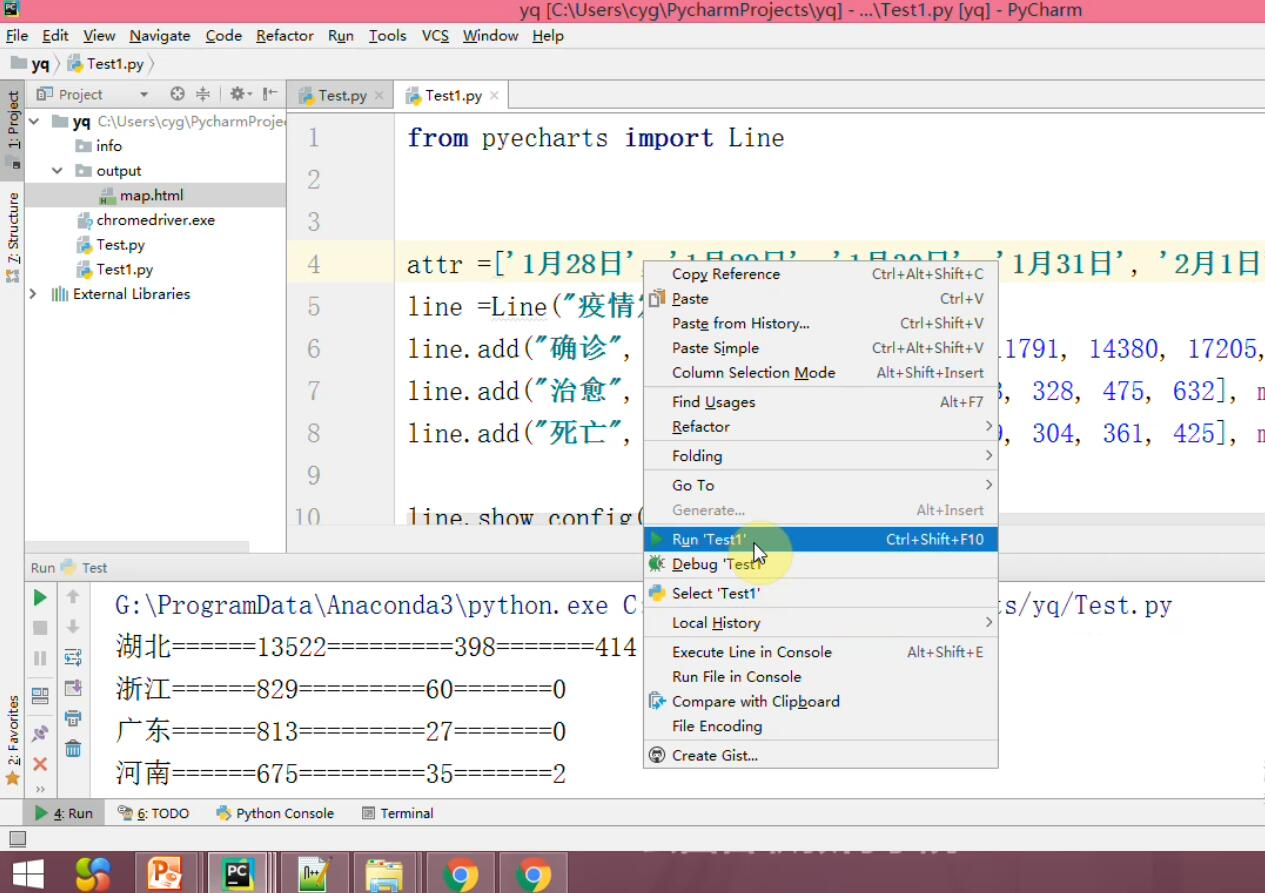 yq [C:\Users\cyg\PycharmProjects\yq] - ...\Test1.py [yq] - PyCharm
File Edit View Navigate Code Refactor Run Tools VCS Window Help
yq Test1.py
Project
Test.py Test1.py
1: Project
7: Structure
2: Favorites
yq C:\Users\cyg\PycharmProje
info
output
map.html
chromedriver.exe
Test.py
Test1.py
External Libraries
1 from pyecharts import Line
2
3
4 attr =['1月28日', '1月29日', '1月30日', '1月31日', '2月1日
5 line =Line("疫情
6 line.add("确诊", 11791, 14380, 17205,
7 line.add("治愈", 328, 475, 632],
8 line.add("死亡", 304, 361, 425],
9
10 line.show_config(
Copy Reference Ctrl+Alt+Shift+C
Paste Ctrl+V
Paste from History... Ctrl+Shift+V
Paste Simple Ctrl+Alt+Shift+V
Column Selection Mode Alt+Shift+Insert
Find Usages Alt+F7
Refactor
Folding
Go To
Generate... Alt+Insert
Run 'Test1' Ctrl+Shift+F10
Debug 'Test1'
Select 'Test1'
Local History
Execute Line in Console Alt+Shift+E
Run File in Console
Compare with Clipboard
File Encoding
Create Gist...
Run Test
G:\ProgramData\Anaconda3\python.exe C: s/yq/Test.py
湖北======13522=========398=======414
浙江======829=========60=======0
广东======813=========27=======0
河南======675=========35=======2
4: Run 6: TODO Python Console Terminal